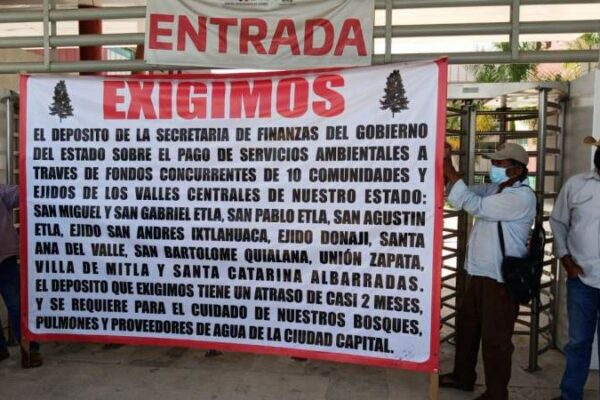 ENTRADA
EXIGIMOS
EL DEPOSITO DE LA SECRETARIA DE FINANZAS DEL GOBIERNO
DEL ESTADO SOBRE EL PAGO DE SERVICIOS AMBIENTALES A
TRAVES DE FONDOS CONCURRENTES DE 10 COMUNIDADES Y
EJIDOS DE LOS VALLES CENTRALES DE NUESTRO ESTADO:
SAN MIGUEL Y SAN GABRIEL ETLA, SAN PABLO ETLA, SAN AGUSTIN
ETLA, EJIDO SAN ANDRES IXTLAHUACA, EJIDO DONAJI, SANTA
ANA DEL VALLE, SAN BARTOLOME QUIALANA, UNIÓN ZAPATA,
VILLA DE MITLA Y SANTA CATARINA ALBARRADAS.
EL DEPOSITO QUE EXIGIMOS TIENE UN ATRASO DE CASI 2 MESES,
Y SE REQUIERE PARA EL CUIDADO DE NUESTROS BOSQUES,
PULMONES Y PROVEEDORES DE AGUA DE LA CIUDAD CAPITAL.